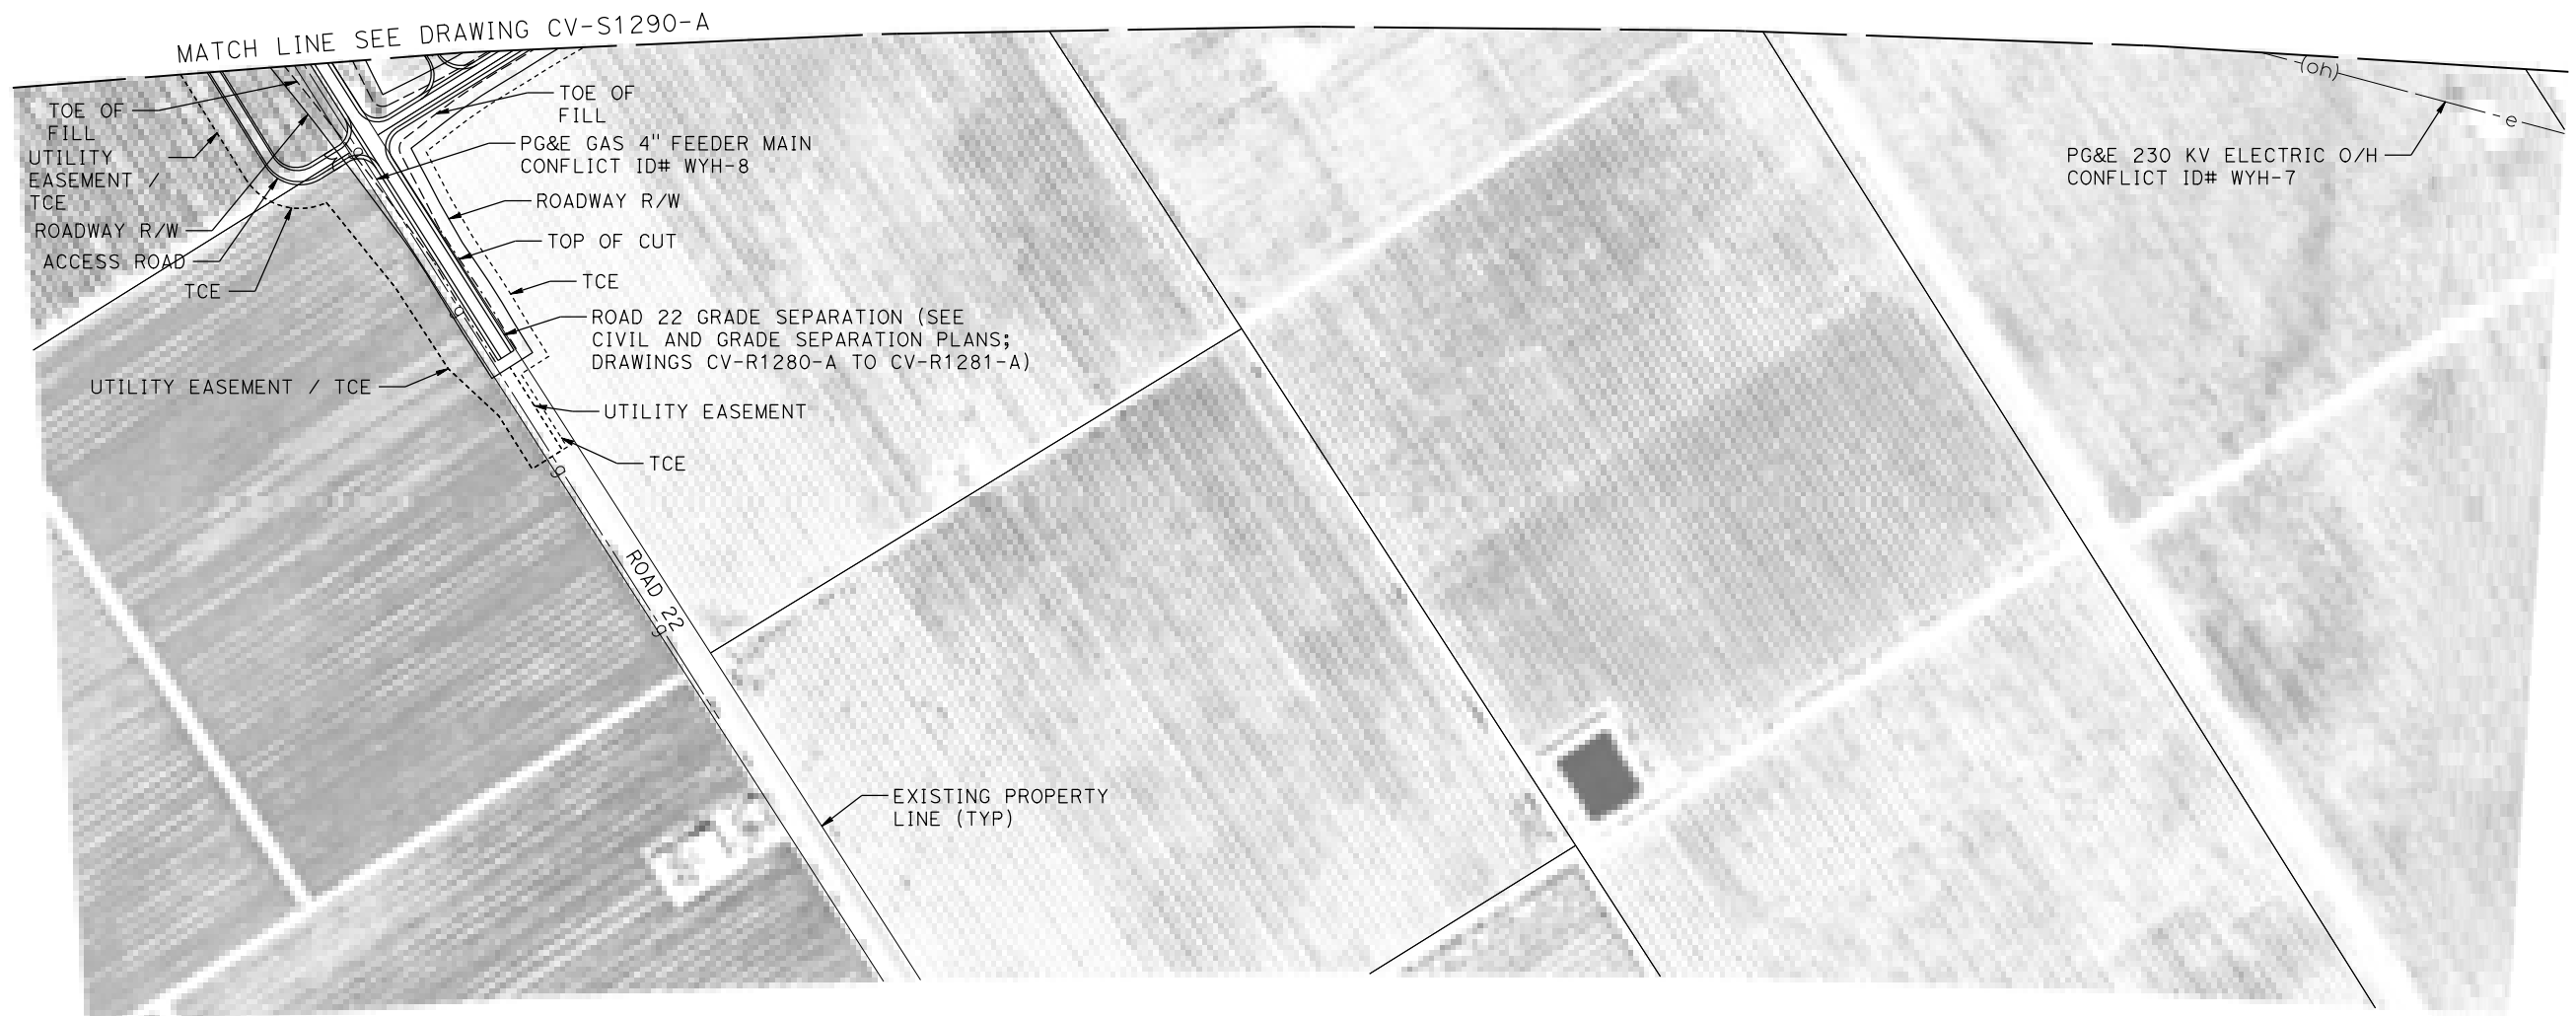 MATCH LINE SEE DRAWING CV-S1290-A
TOE OF
FILL
UTILITY
EASEMENT /
TCE
ROADWAY R/W
ACCESS ROAD
TCE
UTILITY EASEMENT / TCE
TOE OF
FILL
PG&E GAS 4" FEEDER MAIN
CONFLICT ID# WYH-8
ROADWAY R/W
TOP OF CUT
TCE
ROAD 22 GRADE SEPARATION (SEE
CIVIL AND GRADE SEPARATION PLANS;
DRAWINGS CV-R1280-A TO CV-R1281-A)
UTILITY EASEMENT
TCE
g
g
g
g
ROAD 22
EXISTING PROPERTY
LINE (TYP)
(oh)
e
PG&E 230 KV ELECTRIC O/H
CONFLICT ID# WYH-7